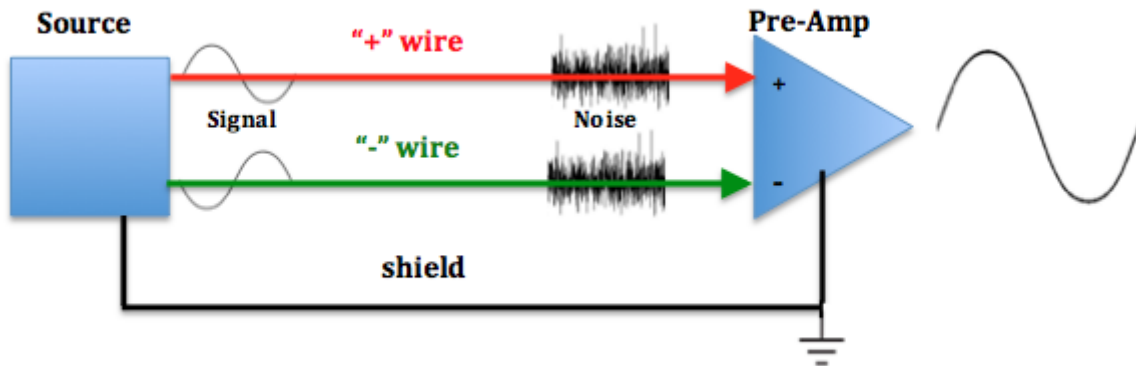 Source
“+” wire
Pre-Amp
+
Signal
Noise
“-” wire
-
shield